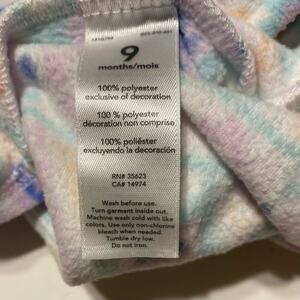 9
months/mois
100% polyester
exclusive of decoration
100 % polyester
décoration non comprise
100% poliéster
excluyendo la decoración
RN# 35623
CA# 14974
Wash before use.
Turn garment inside out.
Machine wash cold with like
colors. Use only non-chlorine
bleach when needed.
Tumble dry low.
Do not iron.